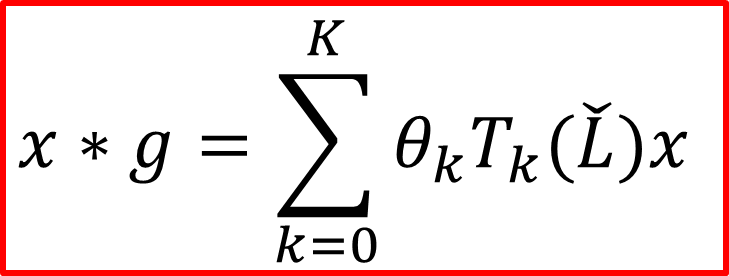 x ∗ g = ∑_{k=0}^{K} θ_k T_k(Ľ)x